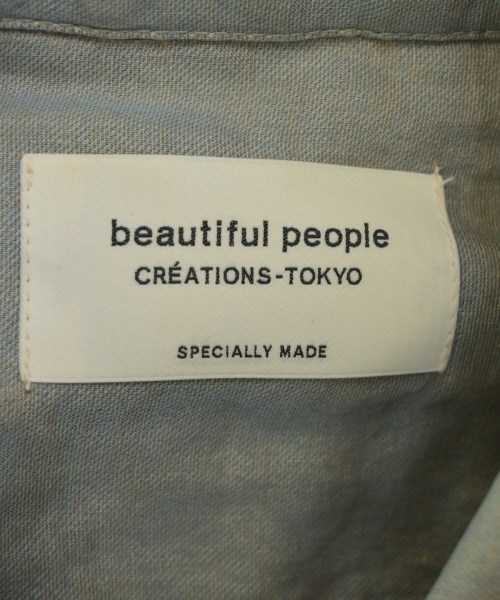 beautiful people
CRÉATIONS-TOKYO
SPECIALLY MADE